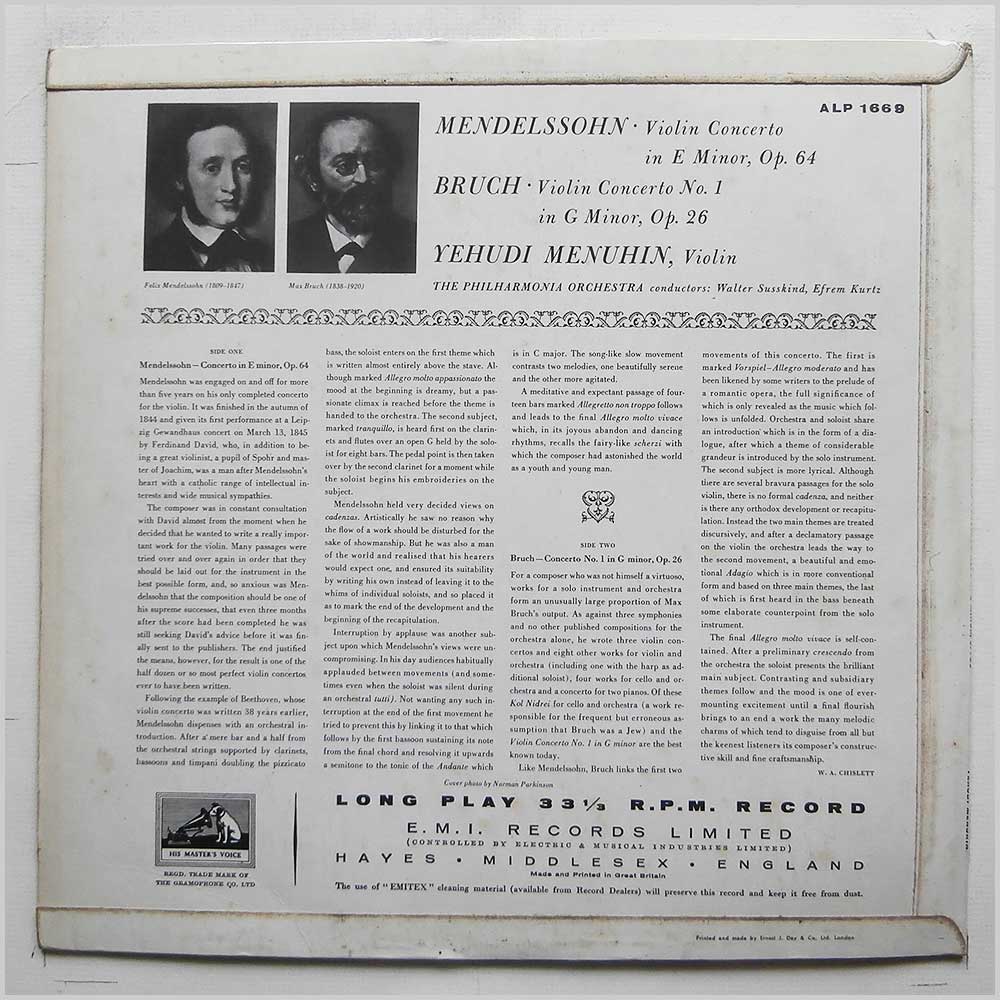 ALP 1669
MENDELSSOHN · Violin Concerto
in E Minor, Op. 64
BRUCH · Violin Concerto No. 1
in G Minor, Op. 26
YEHUDI MENUHIN, Violin
THE PHILHARMONIA ORCHESTRA conductors: Walter Susskind, Efrem Kurtz
Felix Mendelssohn (1809-1847)
Max Bruch (1838-1920)
SIDE ONE
Mendelssohn—Concerto in E minor, Op. 64
Mendelssohn was engaged on and off for more
than five years on his only completed concerto
for the violin. It was finished in the autumn of
1844 and given its first performance at a Leip-
zig Gewandhaus concert on March 13, 1845
by Ferdinand David, who, in addition to be-
ing a great violinist, a pupil of Spohr and mas-
ter of Joachim, was a man after Mendelssohn's
heart with a catholic range of intellectual in-
terests and wide musical sympathies.
The composer was in constant consultation
with David almost from the moment when he
decided that he wanted to write a really impor-
tant work for the violin. Many passages were
tried over and over again in order that they
should be laid out for the instrument in the
best possible form, and, so anxious was Men-
delssohn that the composition should be one of
his supreme successes, that even three months
after the score had been completed he was
still seeking David's advice before it was fin-
ally sent to the publishers. The end justified
the means, however, for the result is one of the
half dozen or so most perfect violin concertos
ever to have been written.
Following the example of Beethoven, whose
violin concerto was written 38 years earlier,
Mendelssohn dispenses with an orchestral in-
troduction. After a mere bar and a half from
the orchestral strings supported by clarinets,
bassoons and timpani doubling the pizzicato
bass, the soloist enters on the first theme which
is written almost entirely above the stave. Al-
though marked Allegro molto appassionato the
mood at the beginning is dreamy, but a pas-
sionate climax is reached before the theme is
handed to the orchestra. The second subject,
marked tranquillo, is heard first on the clarin-
ets and flutes over an open G held by the solo-
ist for eight bars. The pedal point is then taken
over by the second clarinet for a moment while
the soloist begins his embroideries on the
subject.
Mendelssohn held very decided views on
cadenzas. Artistically he saw no reason why
the flow of a work should be disturbed for the
sake of showmanship. But he was also a man
of the world and realised that his hearers
would expect one, and ensured its suitability
by writing his own instead of leaving it to the
whims of individual soloists, and so placed it
as to mark the end of the development and the
beginning of the recapitulation.
Interruption by applause was another sub-
ject upon which Mendelssohn's views were un-
compromising. In his day audiences habitually
applauded between movements (and some-
times even when the soloist was silent during
an orchestral tutti). Not wanting any such in-
terruption at the end of the first movement he
tried to prevent this by linking it to that which
follows by the first bassoon sustaining its note
from the final chord and resolving it upwards
a semitone to the tonic of the Andante which
is in C major. The song-like slow movement
contrasts two melodies, one beautifully serene
and the other more agitated.
A meditative and expectant passage of four-
teen bars marked Allegretto non troppo follows
and leads to the final Allegro molto vivace
which, in its joyous abandon and dancing
rhythms, recalls the fairy-like scherzi with
which the composer had astonished the world
as a youth and young man.
SIDE TWO
Bruch—Concerto No. 1 in G minor, Op. 26
For a composer who was not himself a virtuoso,
works for a solo instrument and orchestra
form an unusually large proportion of Max
Bruch's output. As against three symphonies
and no other published compositions for the
orchestra alone, he wrote three violin con-
certos and eight other works for violin and
orchestra (including one with the harp as ad-
ditional soloist), four works for cello and or-
chestra and a concerto for two pianos. Of these
Kol Nidrei for cello and orchestra (a work re-
sponsible for the frequent but erroneous as-
sumption that Bruch was a Jew) and the
Violin Concerto No. 1 in G minor are the best
known today.
Like Mendelssohn, Bruch links the first two
movements of this concerto. The first is
marked Vorspiel—Allegro moderato and has
been likened by some writers to the prelude of
a romantic opera, the full significance of
which is only revealed as the music which fol-
lows is unfolded. Orchestra and soloist share
an introduction which is in the form of a dia-
logue, after which a theme of considerable
grandeur is introduced by the solo instrument.
The second subject is more lyrical. Although
there are several bravura passages for the solo
violin, there is no formal cadenza, and neither
is there any orthodox development or recapitu-
lation. Instead the two main themes are treated
discursively, and after a declamatory passage
on the violin the orchestra leads the way to
the second movement, a beautiful and emo-
tional Adagio which is in more conventional
form and based on three main themes, the last
of which is first heard in the bass beneath
some elaborate counterpoint from the solo
instrument.
The final Allegro molto vivace is self-con-
tained. After a preliminary crescendo from
the orchestra the soloist presents the brilliant
main subject. Contrasting and subsidiary
themes follow and the mood is one of ever-
mounting excitement until a final flourish
brings to an end a work the many melodic
charms of which tend to disguise from all but
the keenest listeners its composer's construc-
tive skill and fine craftsmanship.
W. A. CHISLETT
Cover photo by Norman Parkinson
HIS MASTER'S VOICE
REGD. TRADE MARK OF
THE GRAMOPHONE CO. LTD
LONG PLAY 33 1/3 R.P.M. RECORD
E.M.I. RECORDS LIMITED
(CONTROLLED BY ELECTRIC & MUSICAL INDUSTRIES LIMITED)
HAYES · MIDDLESEX · ENGLAND
Made and Printed in Great Britain
The use of "EMITEX" cleaning material (available from Record Dealers) will preserve this record and keep it free from dust.
Printed and made by Ernest J. Day & Co. Ltd. London